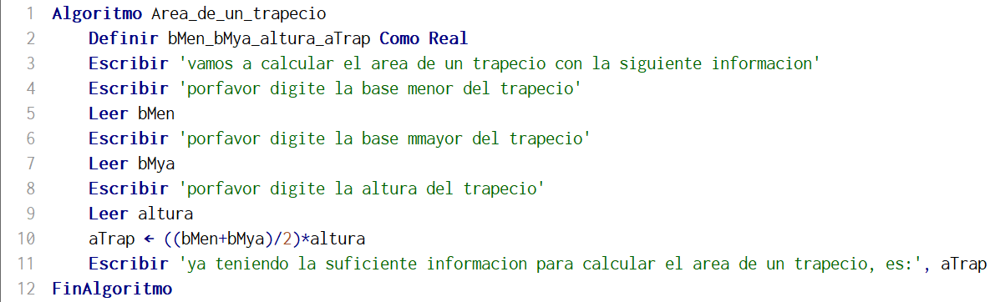 1 Algoritmo Area_de_un_trapecio
2 Definir bMen_bMya_altura_aTrap Como Real
3 Escribir 'vamos a calcular el area de un trapecio con la siguiente informacion'
4 Escribir 'porfavor digite la base menor del trapecio'
5 Leer bMen
6 Escribir 'porfavor digite la base mmayor del trapecio'
7 Leer bMya
8 Escribir 'porfavor digite la altura del trapecio'
9 Leer altura
10 aTrap ← ((bMen+bMya)/2)*altura
11 Escribir 'ya teniendo la suficiente informacion para calcular el area de un trapecio, es:', aTrap
12 FinAlgoritmo